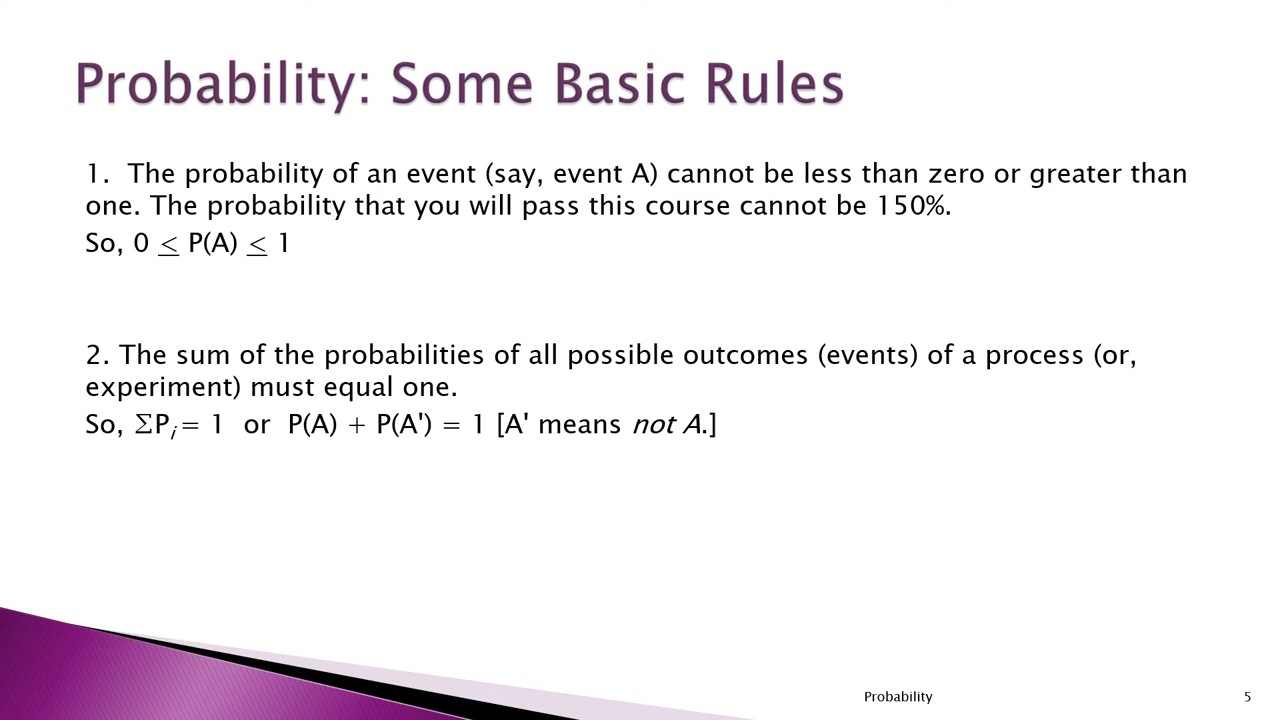 Probability: Some Basic Rules
1. The probability of an event (say, event A) cannot be less than zero or greater than
one. The probability that you will pass this course cannot be 150%.
So, 0 ≤ P(A) ≤ 1
2. The sum of the probabilities of all possible outcomes (events) of a process (or,
experiment) must equal one.
So, ΣPi = 1 or P(A) + P(A') = 1 [A' means not A.]
Probability 5